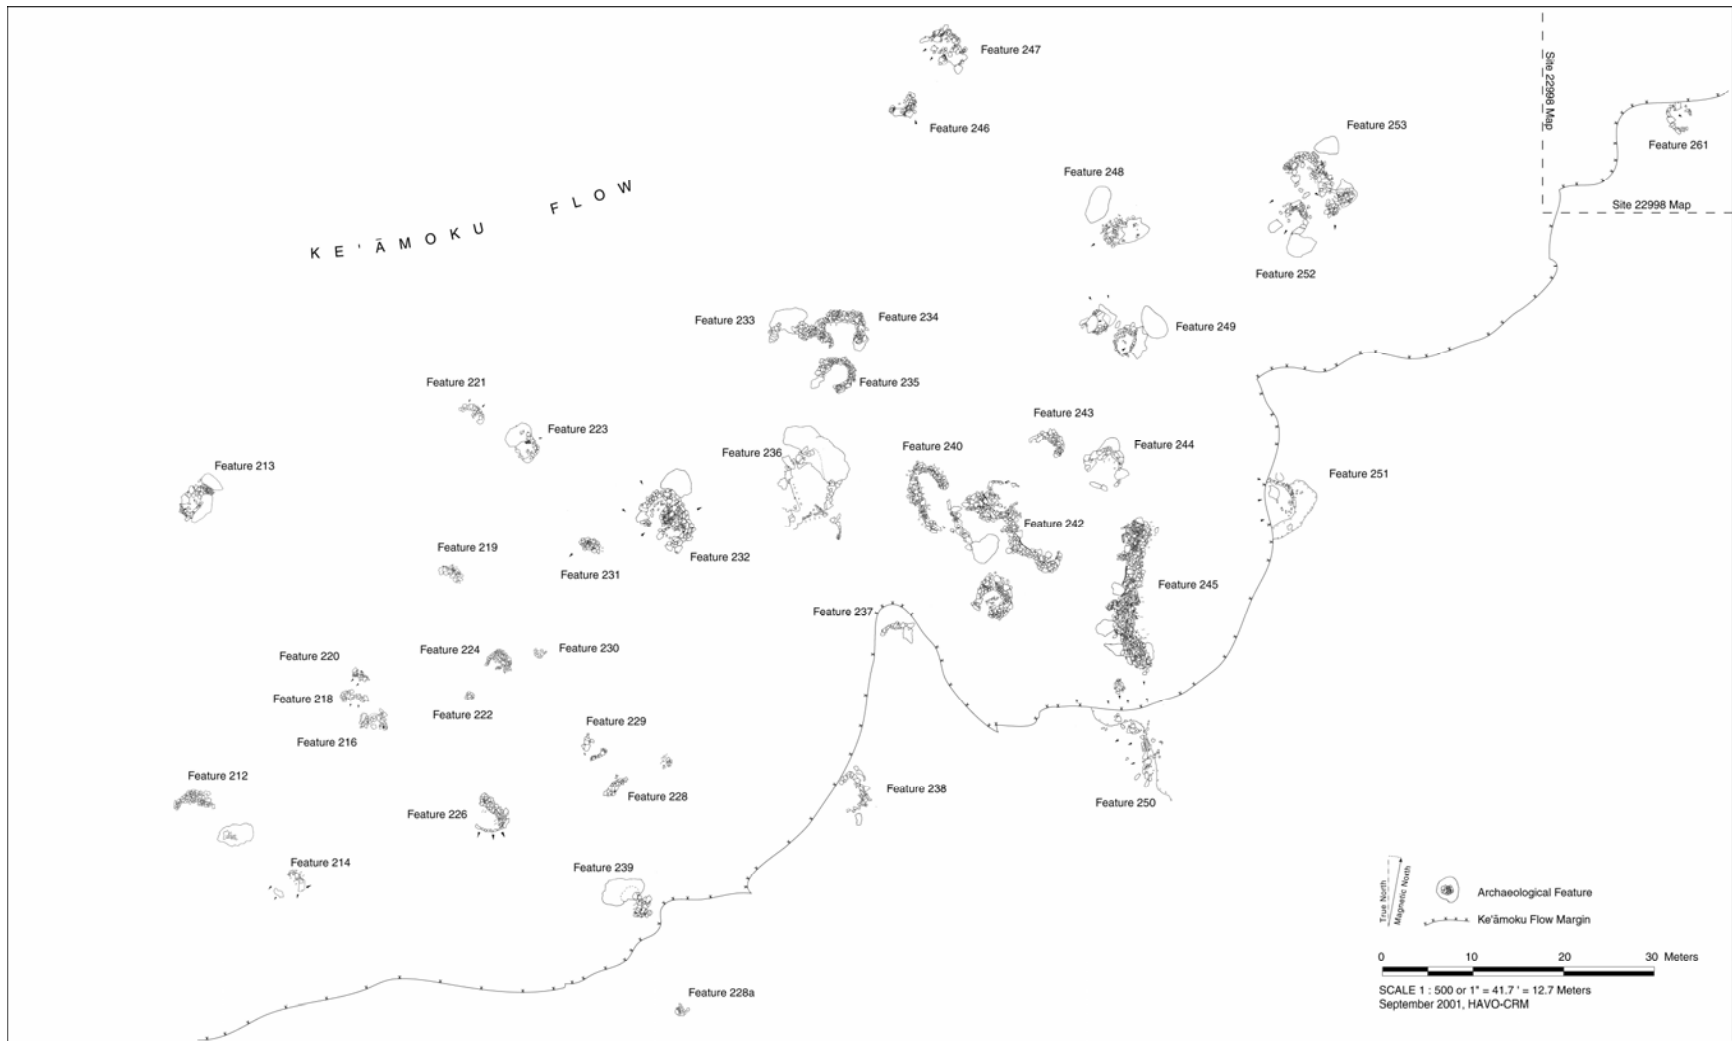 Feature 247
Site 22998 Map
Feature 246
Feature 253
Feature 261
Feature 248
Site 22998 Map
KE'ĀMOKU FLOW
Feature 252
Feature 233
Feature 234
Feature 249
Feature 221
Feature 235
Feature 223
Feature 243
Feature 240
Feature 244
Feature 236
Feature 213
Feature 251
Feature 242
Feature 219
Feature 231
Feature 232
Feature 245
Feature 237
Feature 220
Feature 224
Feature 230
Feature 218
Feature 222
Feature 216
Feature 229
Feature 212
Feature 238
Feature 228
Feature 226
Feature 250
Feature 214
Feature 239
True North
Magnetic North
Archaeological Feature
Ke'āmoku Flow Margin
0 10 20 30 Meters
SCALE 1 : 500 or 1" = 41.7 ' = 12.7 Meters
September 2001, HAVO-CRM
Feature 228a